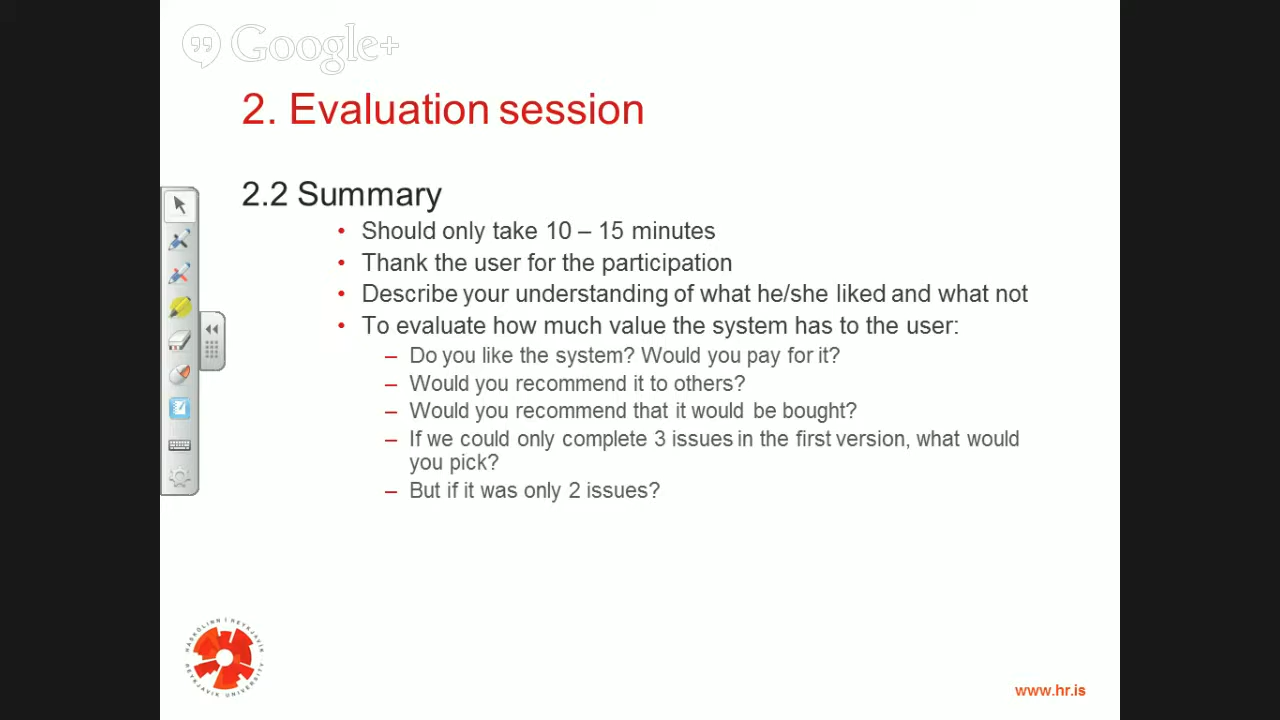 Google+
2. Evaluation session
2.2 Summary
• Should only take 10 – 15 minutes
• Thank the user for the participation
• Describe your understanding of what he/she liked and what not
• To evaluate how much value the system has to the user:
– Do you like the system? Would you pay for it?
– Would you recommend it to others?
– Would you recommend that it would be bought?
– If we could only complete 3 issues in the first version, what would
you pick?
– But if it was only 2 issues?
HÁSKÓLINN Í REYKJAVÍK
REYKJAVIK UNIVERSITY
www.hr.is